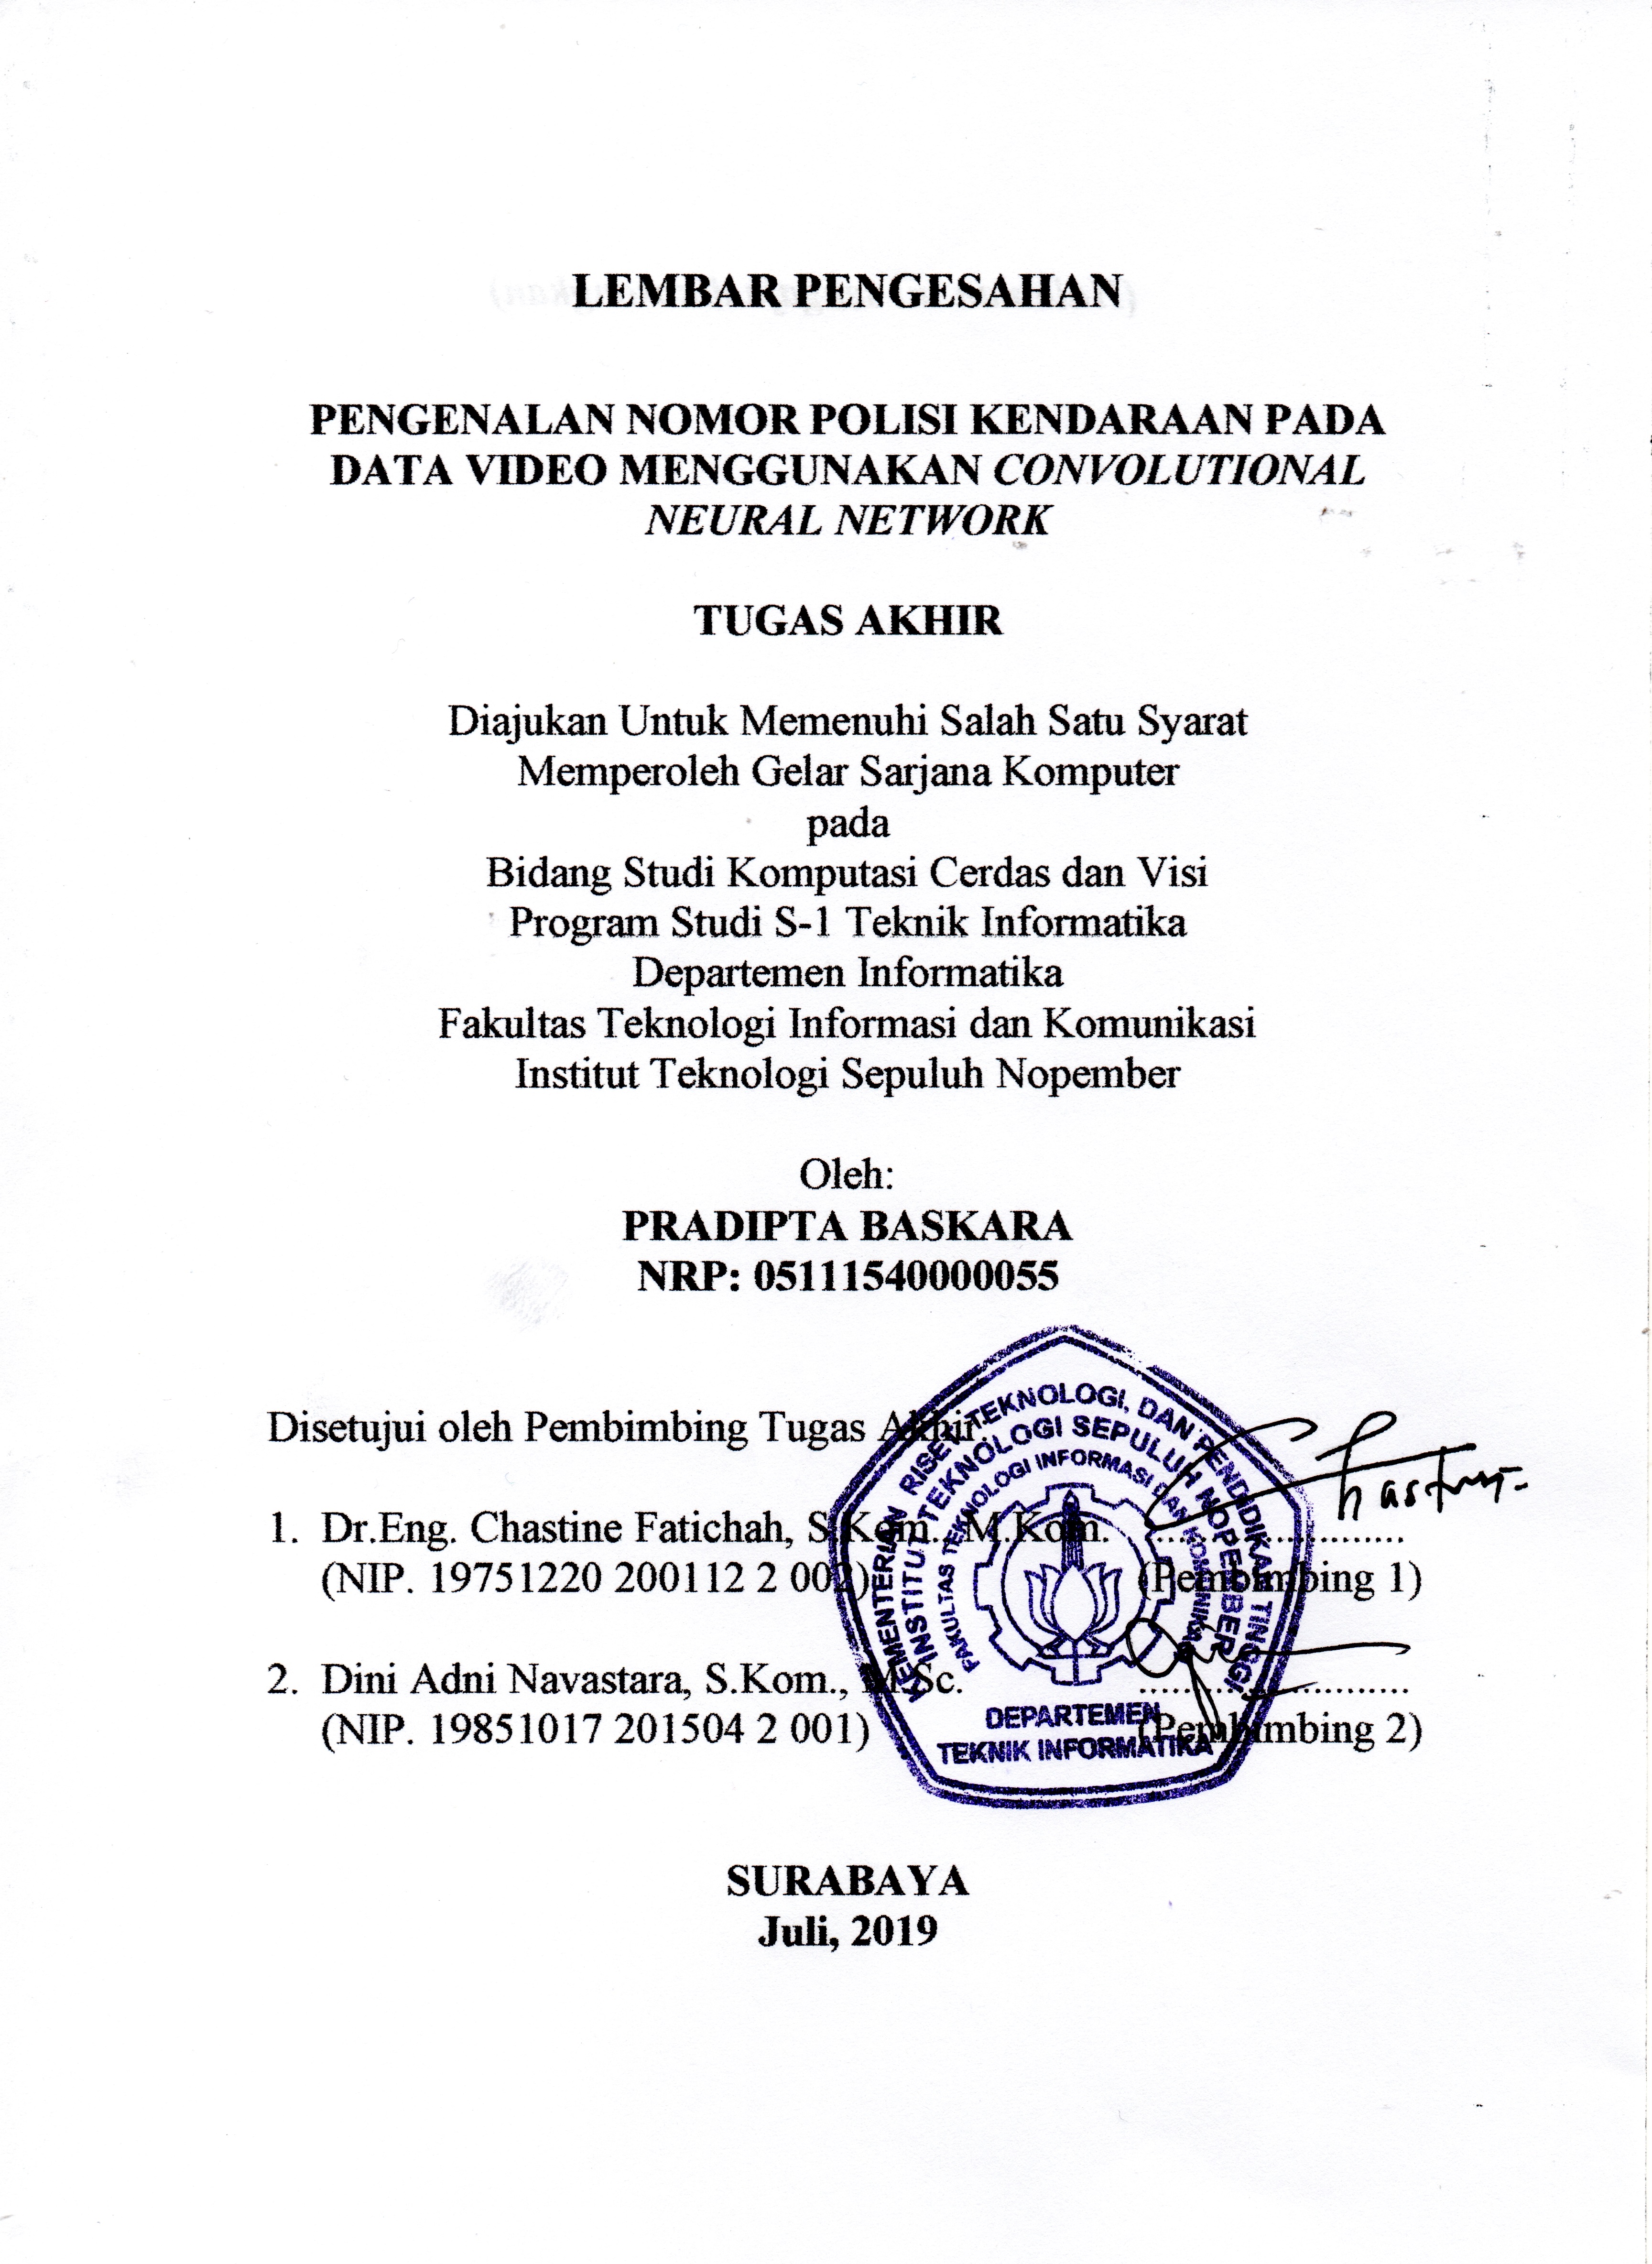 LEMBAR PENGESAHAN
PENGENALAN NOMOR POLISI KENDARAAN PADA
DATA VIDEO MENGGUNAKAN CONVOLUTIONAL
NEURAL NETWORK
TUGAS AKHIR
Diajukan Untuk Memenuhi Salah Satu Syarat
Memperoleh Gelar Sarjana Komputer
pada
Bidang Studi Komputasi Cerdas dan Visi
Program Studi S-1 Teknik Informatika
Departemen Informatika
Fakultas Teknologi Informasi dan Komunikasi
Institut Teknologi Sepuluh Nopember
Oleh:
PRADIPTA BASKARA
NRP: 05111540000055
Disetujui oleh Pembimbing Tugas Akhir:
1. Dr.Eng. Chastine Fatichah, S.Kom., M.Kom. ........................
(NIP. 19751220 200112 2 002) (Pembimbing 1)
2. Dini Adni Navastara, S.Kom., M.Sc. ........................
(NIP. 19851017 201504 2 001) (Pembimbing 2)
KEMENTERIAN RISET, TEKNOLOGI, DAN PENDIDIKAN TINGGI
INSTITUT TEKNOLOGI SEPULUH NOPEMBER
FAKULTAS TEKNOLOGI INFORMASI DAN KOMUNIKASI
DEPARTEMEN
TEKNIK INFORMATIKA
SURABAYA
Juli, 2019